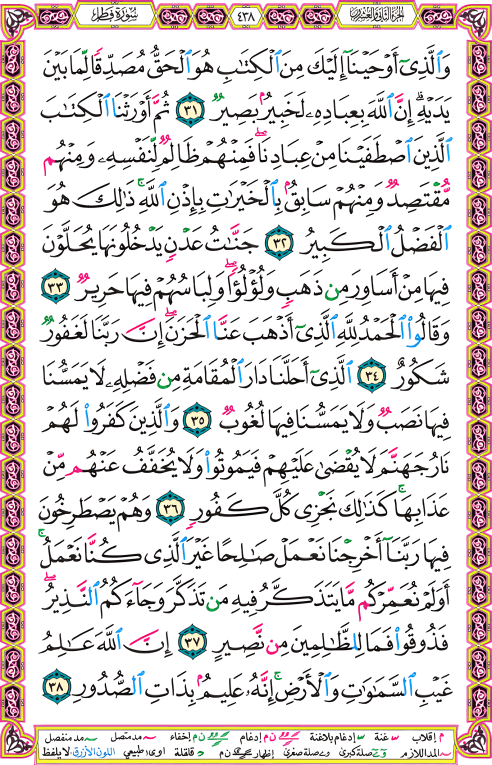 الجزء الثاني والعشرون ٤٣٨ سورة فاطر
وَٱلَّذِىٓ أَوْحَيْنَآ إِلَيْكَ مِنَ ٱلْكِتَٰبِ هُوَ ٱلْحَقُّ مُصَدِّقًا لِّمَا بَيْنَ
يَدَيْهِ ۗ إِنَّ ٱللَّهَ بِعِبَادِهِۦ لَخَبِيرٌۢ بَصِيرٌ ٣١ ثُمَّ أَوْرَثْنَا ٱلْكِتَٰبَ
ٱلَّذِينَ ٱصْطَفَيْنَا مِنْ عِبَادِنَا ۖ فَمِنْهُمْ ظَالِمٌ لِّنَفْسِهِۦ وَمِنْهُم
مُّقْتَصِدٌ وَمِنْهُمْ سَابِقٌۢ بِٱلْخَيْرَٰتِ بِإِذْنِ ٱللَّهِ ۚ ذَٰلِكَ هُوَ
ٱلْفَضْلُ ٱلْكَبِيرُ ٣٢ جَنَّٰتُ عَدْنٍ يَدْخُلُونَهَا يُحَلَّوْنَ
فِيهَا مِنْ أَسَاوِرَ مِن ذَهَبٍ وَلُؤْلُؤًا ۖ وَلِبَاسُهُمْ فِيهَا حَرِيرٌ ٣٣
وَقَالُوا۟ ٱلْحَمْدُ لِلَّهِ ٱلَّذِىٓ أَذْهَبَ عَنَّا ٱلْحَزَنَ ۖ إِنَّ رَبَّنَا لَغَفُورٌ
شَكُورٌ ٣٤ ٱلَّذِىٓ أَحَلَّنَا دَارَ ٱلْمُقَامَةِ مِن فَضْلِهِۦ لَا يَمَسُّنَا
فِيهَا نَصَبٌ وَلَا يَمَسُّنَا فِيهَا لُغُوبٌ ٣٥ وَٱلَّذِينَ كَفَرُوا۟ لَهُمْ
نَارُ جَهَنَّمَ لَا يُقْضَىٰ عَلَيْهِمْ فَيَمُوتُوا۟ وَلَا يُخَفَّفُ عَنْهُم مِّنْ
عَذَابِهَا ۚ كَذَٰلِكَ نَجْزِى كُلَّ كَفُورٍ ٣٦ وَهُمْ يَصْطَرِخُونَ
فِيهَا رَبَّنَآ أَخْرِجْنَا نَعْمَلْ صَٰلِحًا غَيْرَ ٱلَّذِى كُنَّا نَعْمَلُ ۚ
أَوَلَمْ نُعَمِّرْكُم مَّا يَتَذَكَّرُ فِيهِ مَن تَذَكَّرَ وَجَآءَكُمُ ٱلنَّذِيرُ ۖ
فَذُوقُوا۟ فَمَا لِلظَّٰلِمِينَ مِن نَّصِيرٍ ٣٧ إِنَّ ٱللَّهَ عَٰلِمُ
غَيْبِ ٱلسَّمَٰوَٰتِ وَٱلْأَرْضِ ۚ إِنَّهُۥ عَلِيمٌۢ بِذَاتِ ٱلصُّدُورِ ٣٨
م إقلاب غنة إدغام بلاغنة ن م إدغام ن م إخفاء مد متصل مد منفصل
المد اللازم صلة كبرى صلة صغرى إظهار ن م قلقلة اوى: طبيعي اللون الأزرق لا يلفظ